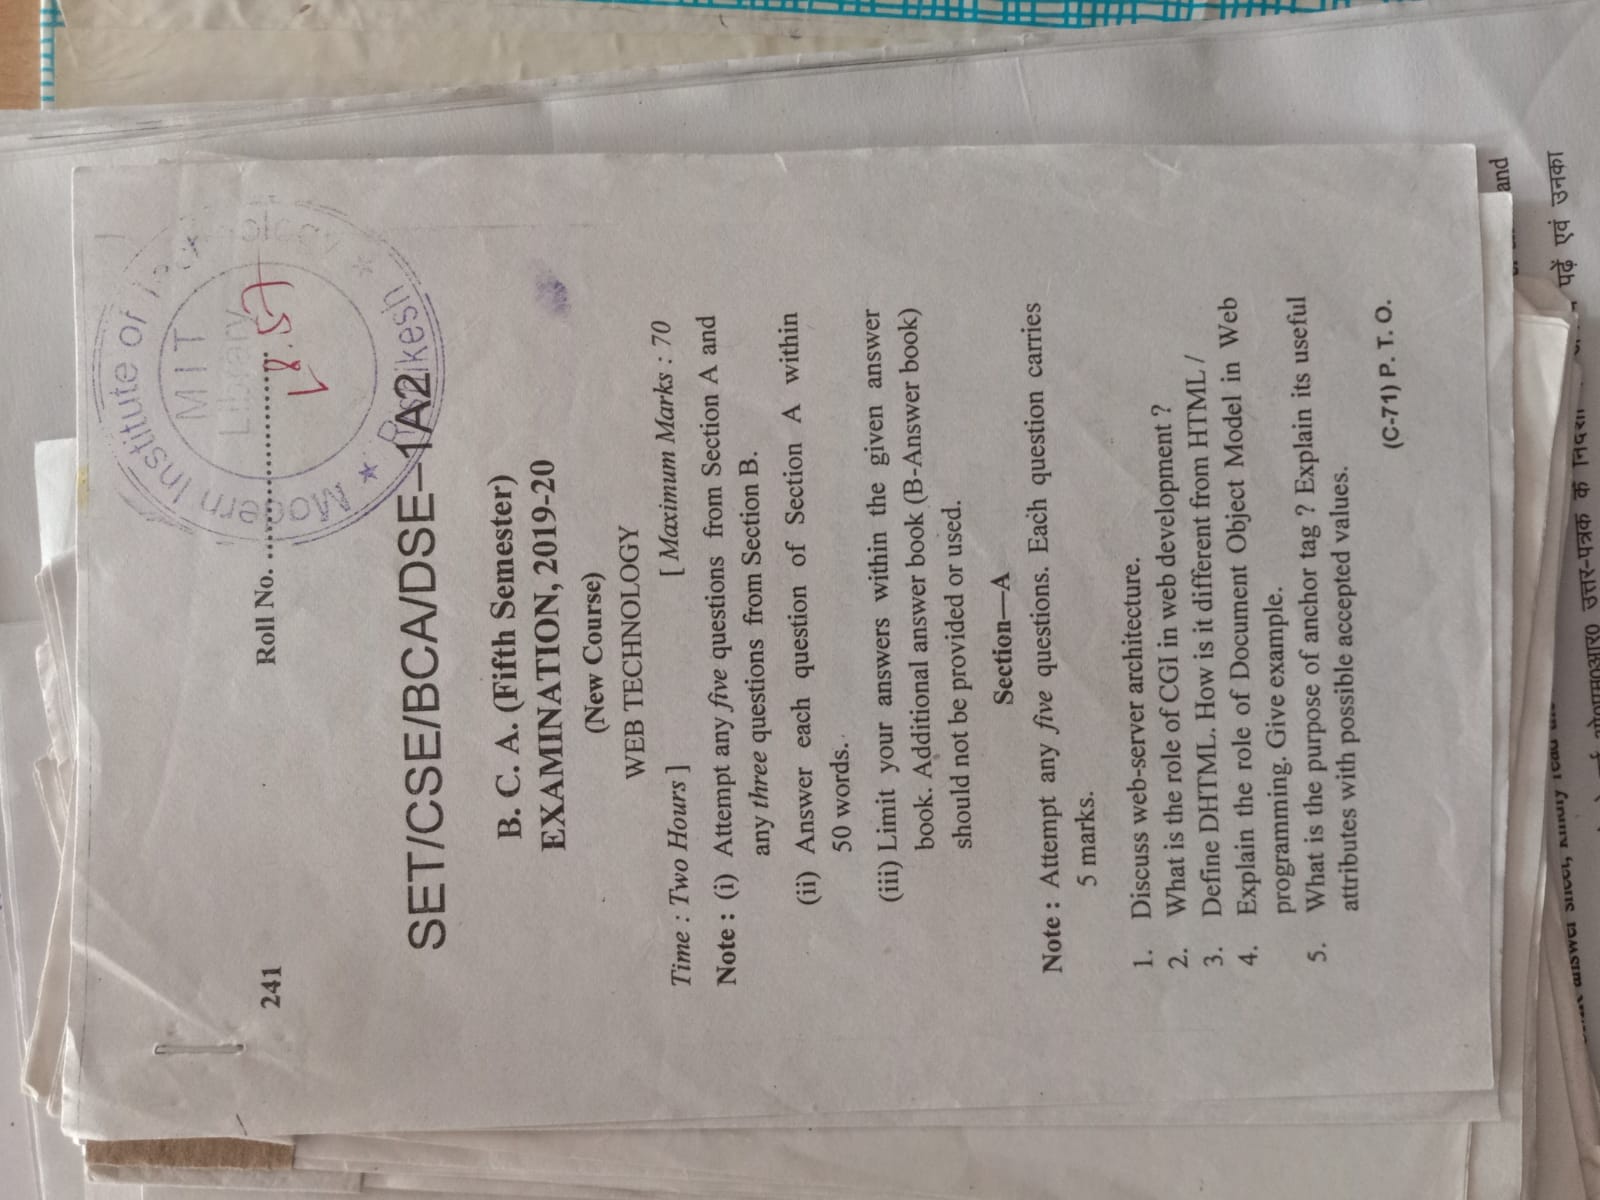 Modern Institute of
MIT
Library
Rishikesh
241
Roll No. ..........................
L8.57
SET/CSE/BCA/DSE–1A2
B. C. A. (Fifth Semester)
EXAMINATION, 2019-20
(New Course)
WEB TECHNOLOGY
Time : Two Hours ]
[ Maximum Marks : 70
Note : (i) Attempt any five questions from Section A and
any three questions from Section B.
(ii) Answer each question of Section A within
50 words.
(iii) Limit your answers within the given answer
book. Additional answer book (B-Answer book)
should not be provided or used.
Section—A
Note : Attempt any five questions. Each question carries
5 marks.
1. Discuss web-server architecture.
2. What is the role of CGI in web development ?
3. Define DHTML. How is it different from HTML /
4. Explain the role of Document Object Model in Web
programming. Give example.
5. What is the purpose of anchor tag ? Explain its useful
attributes with possible accepted values.
(C-71) P. T. O.
and
answer sheet, kindly read
पढ़ें एवं उनका
ओ०एम०आर० उत्तर-पत्रक के